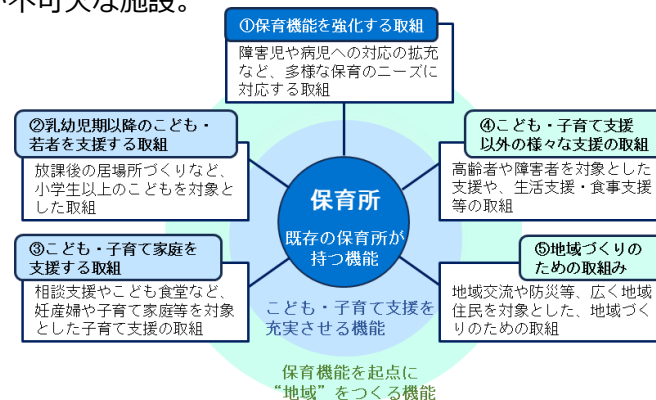 不可欠な施設。
①保育機能を強化する取組
障害児や病児への対応の拡充
など、多様な保育のニーズに
対応する取組
②乳幼児期以降のこども・
若者を支援する取組
放課後の居場所づくりなど、
小学生以上のこどもを対象と
した取組
④こども・子育て支援
以外の様々な支援の取組
高齢者や障害者を対象とした
支援や、生活支援・食事支援
等の取組
保育所
既存の保育所が
持つ機能
③こども・子育て家庭を
支援する取組
相談支援やこども食堂など、
妊産婦や子育て家庭等を対象
とした子育て支援の取組
⑤地域づくりの
ための取組み
地域交流や防災等、広く地域
住民を対象とした、地域づく
りのための取組
こども・子育て支援を
充実させる機能
保育機能を起点に
“地域”をつくる機能